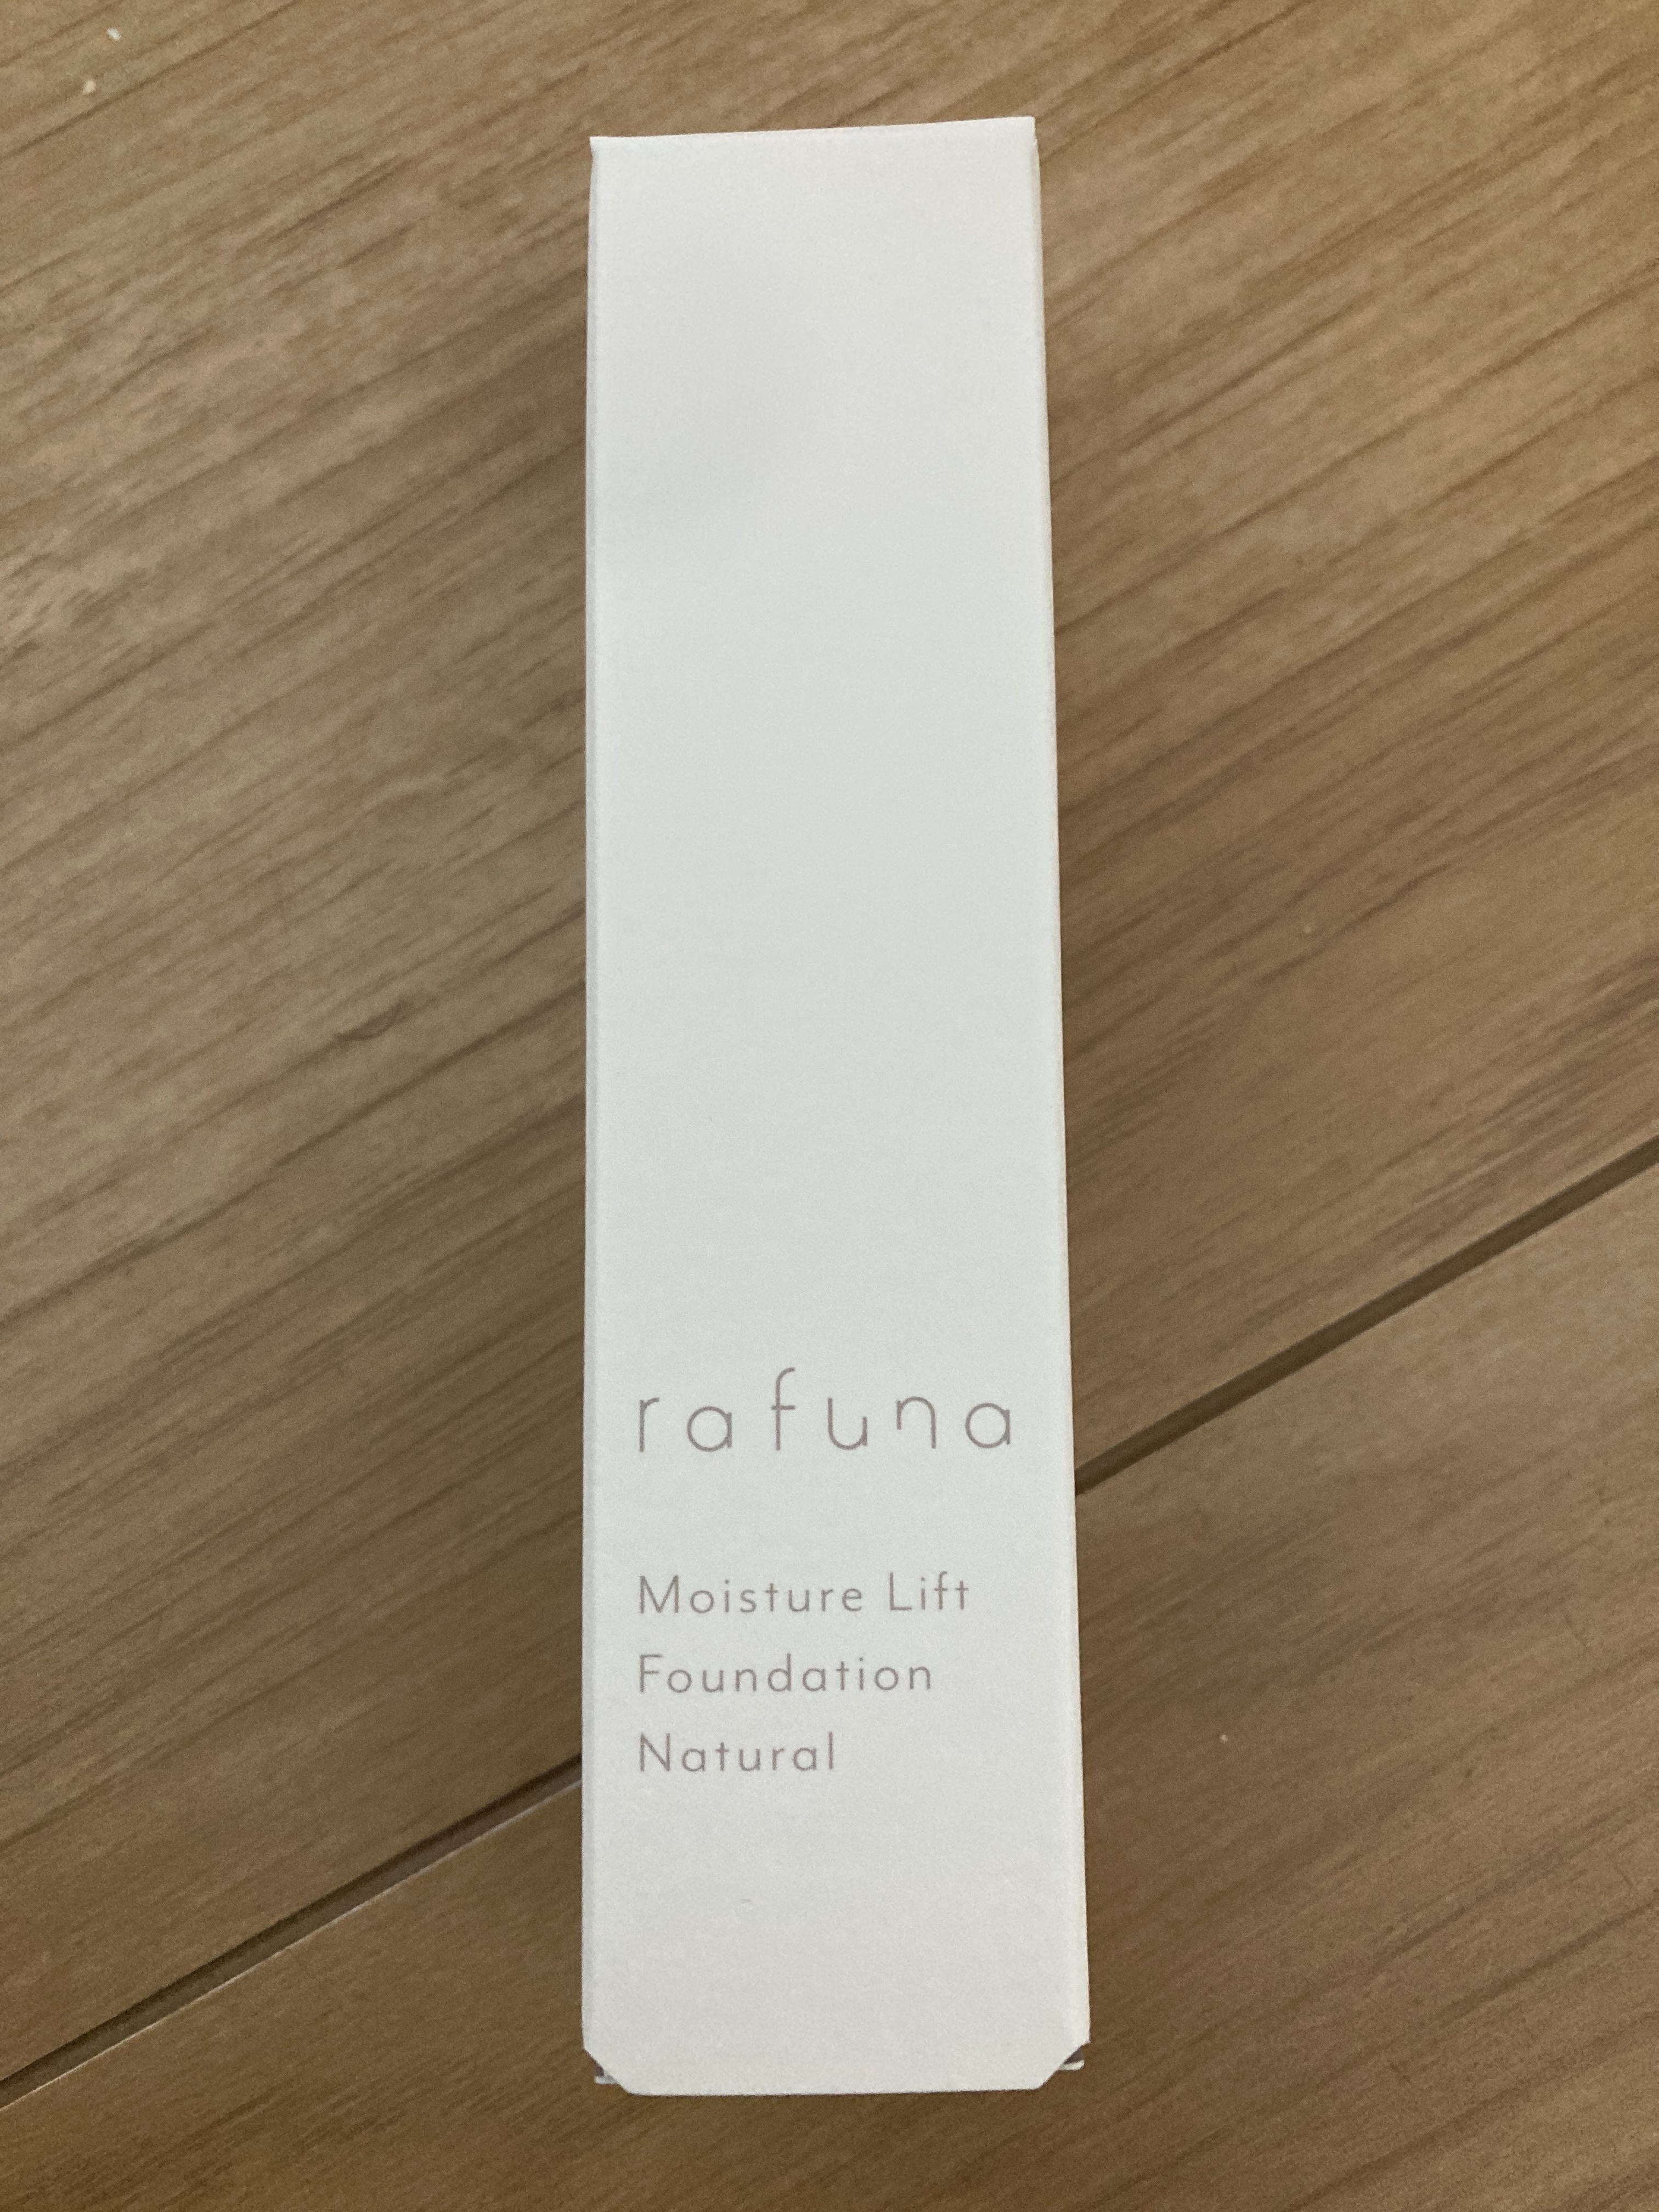 rafuna
Moisture Lift
Foundation
Natural